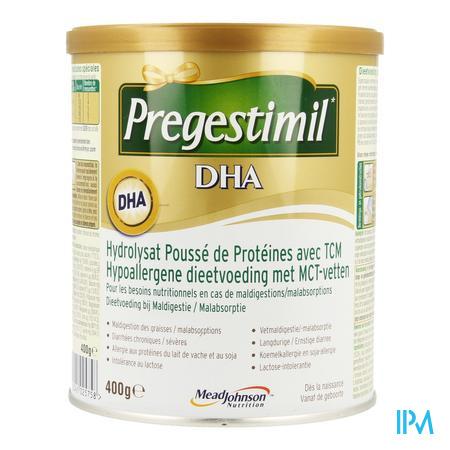 Pregestimil*
DHA
DHA
Hydrolysat Poussé de Protéines avec TCM
Hypoallergene dieetvoeding met MCT-vetten
Pour les besoins nutritionnels en cas de maldigestions/malabsorptions
Dieetvoeding bij Maldigestie / Malabsorptie
• Maldigestion des graisses / malabsorptions
• Diarrhées chroniques / sévères
• Allergie aux protéines du lait de vache et au soja
• Intolérance au lactose
• Vetmaldigestie/-malabsorptie
• Langdurige / Ernstige diarree
• Koemelkallergie en soja-allergie
• Lactose-intolerantie
400g e
400g e
MeadJohnson
Nutrition
Dès la naissance
Vanaf de geboorte
IPM